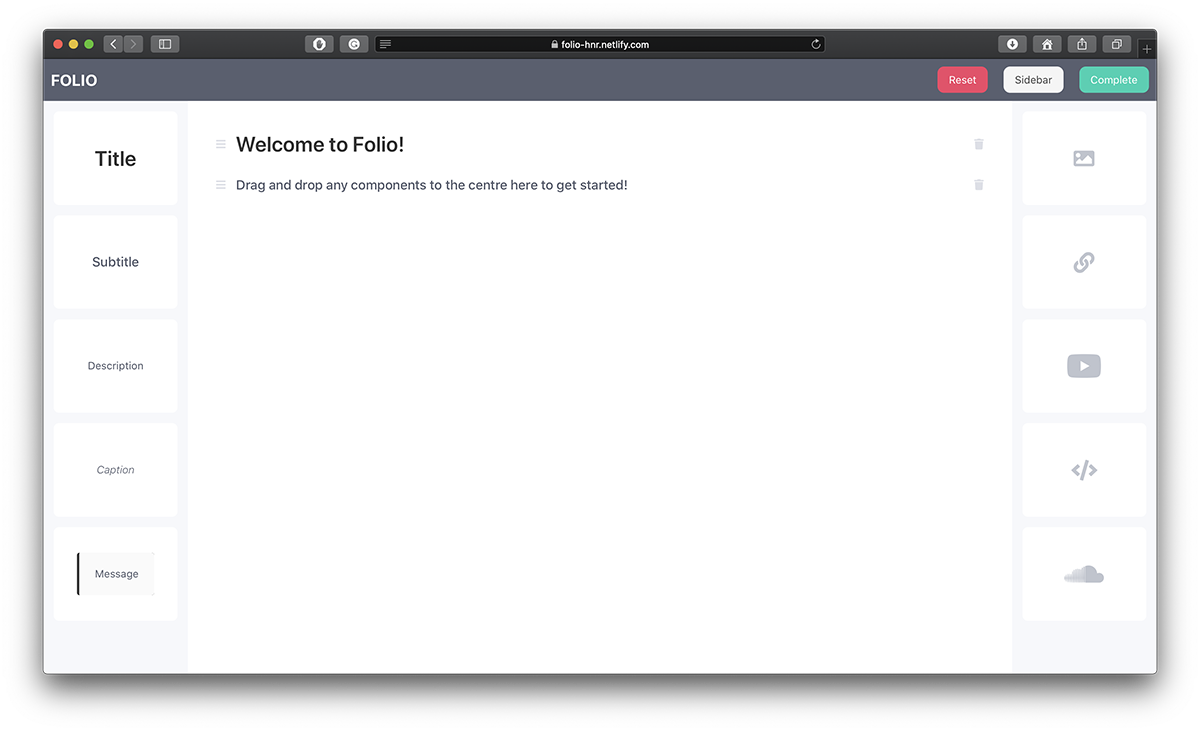 folio-hnr.netlify.com
FOLIO
Reset
Sidebar
Complete
Title
Subtitle
Description
Caption
Message
Welcome to Folio!
Drag and drop any components to the centre here to get started!